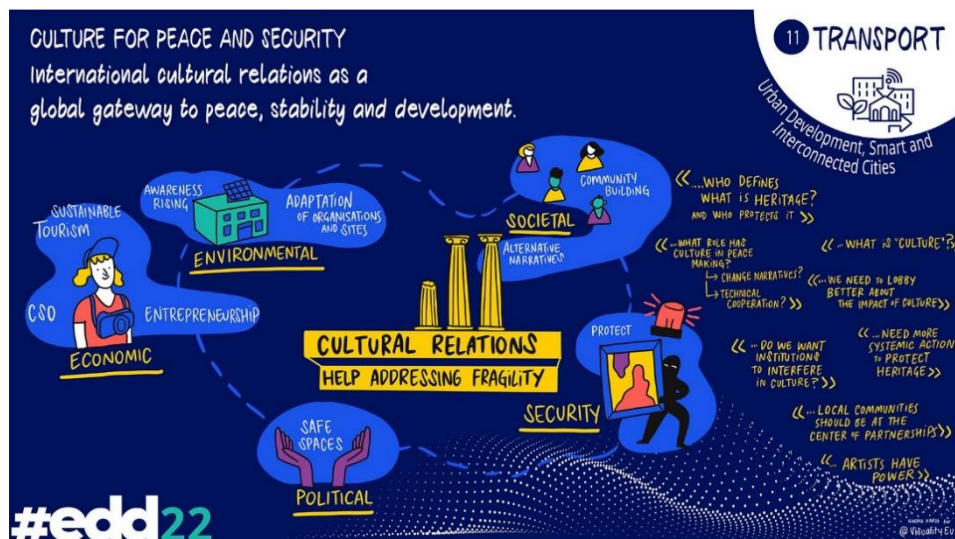 CULTURE FOR PEACE AND SECURITY
International cultural relations as a
global gateway to peace, stability and development.
11 TRANSPORT
Urban Development, Smart and
Interconnected Cities
SUSTAINABLE
TOURISM
CSO
ENTREPRENEURSHIP
ECONOMIC
AWARENESS
RISING
ADAPTATION
OF ORGANISATIONS
AND SITES
ENVIRONMENTAL
COMMUNITY
BUILDING
SOCIETAL
ALTERNATIVE
NARRATIVES
CULTURAL RELATIONS
HELP ADDRESSING FRAGILITY
PROTECT
SECURITY
SAFE
SPACES
POLITICAL
«...WHO DEFINES
WHAT IS HERITAGE?
AND WHO PROTECTS IT»
«...WHAT ROLE HAS
CULTURE IN PEACE
MAKING?
↳ CHANGE NARRATIVES?
↳ TECHNICAL
COOPERATION?»
«...WHAT IS "CULTURE"?»
«...WE NEED TO LOBBY
BETTER ABOUT
THE IMPACT OF CULTURE»
«...DO WE WANT
INSTITUTIONS
TO INTERFERE
IN CULTURE?»
«...NEED MORE
SYSTEMIC ACTION
TO PROTECT
HERITAGE»
«...LOCAL COMMUNITIES
SHOULD BE AT THE
CENTER OF PARTNERSHIPS»
«...ARTISTS HAVE
POWER»
#edd22
@Visuality Eu